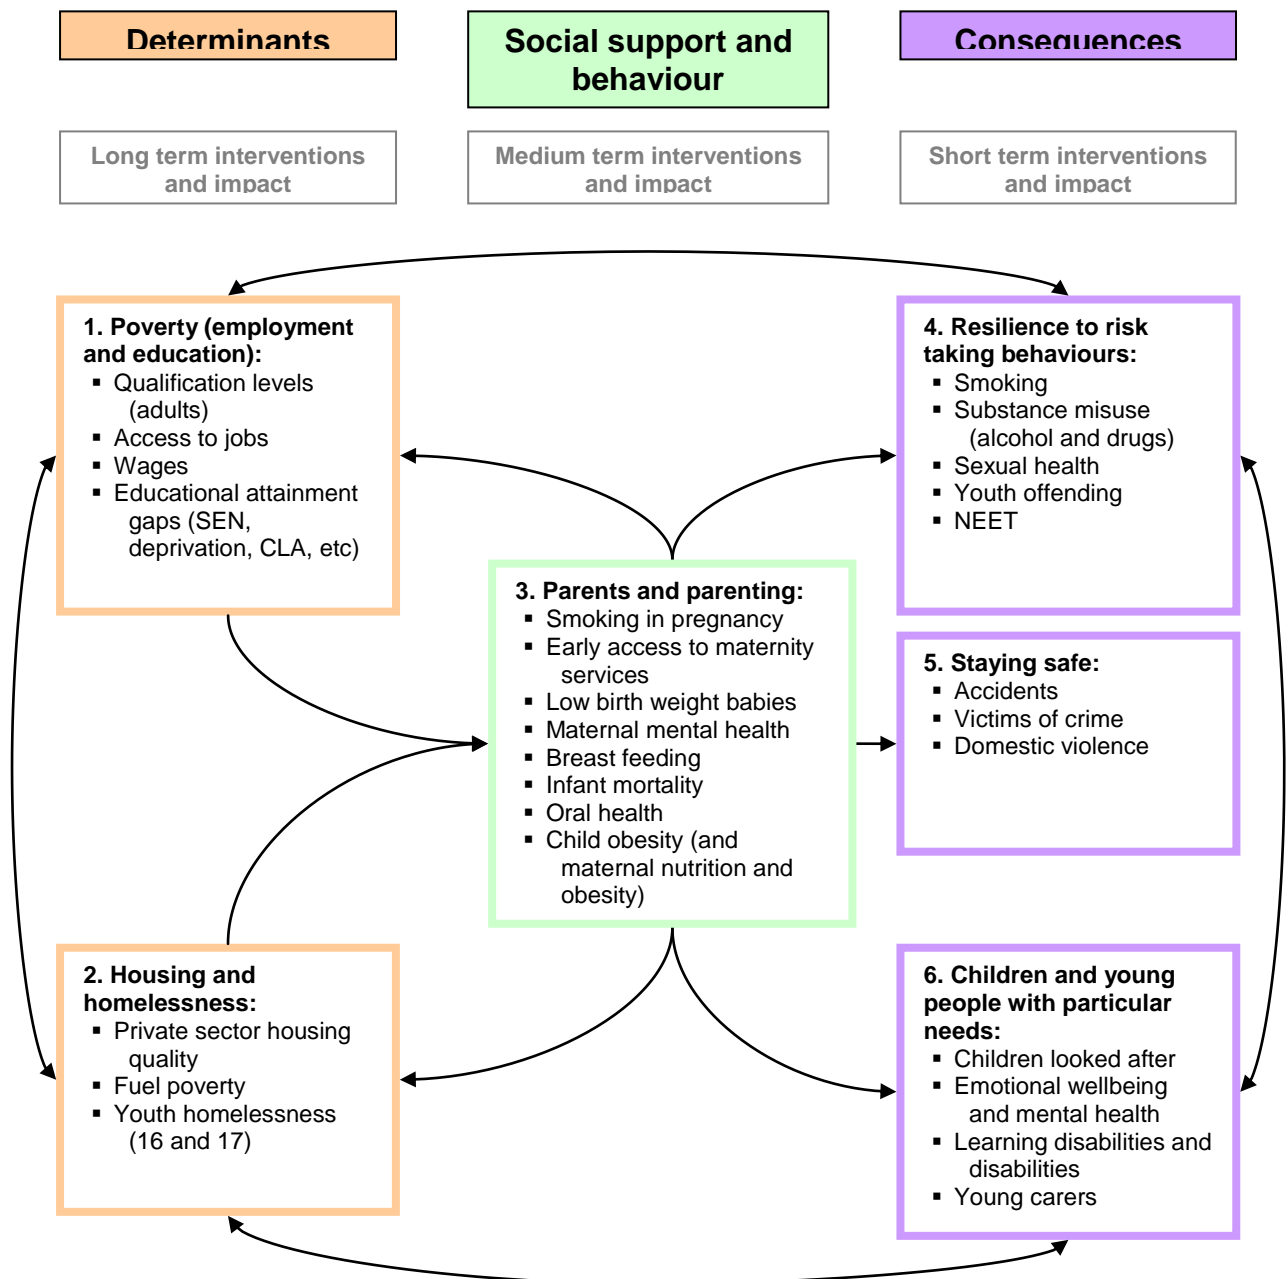 Determinants
Social support and
behaviour
Consequences
Long term interventions
and impact
Medium term interventions
and impact
Short term interventions
and impact
1. Poverty (employment
and education):
▪ Qualification levels
(adults)
▪ Access to jobs
▪ Wages
▪ Educational attainment
gaps (SEN,
deprivation, CLA, etc)
4. Resilience to risk
taking behaviours:
▪ Smoking
▪ Substance misuse
(alcohol and drugs)
▪ Sexual health
▪ Youth offending
▪ NEET
3. Parents and parenting:
▪ Smoking in pregnancy
▪ Early access to maternity
services
▪ Low birth weight babies
▪ Maternal mental health
▪ Breast feeding
▪ Infant mortality
▪ Oral health
▪ Child obesity (and
maternal nutrition and
obesity)
5. Staying safe:
▪ Accidents
▪ Victims of crime
▪ Domestic violence
2. Housing and
homelessness:
▪ Private sector housing
quality
▪ Fuel poverty
▪ Youth homelessness
(16 and 17)
6. Children and young
people with particular
needs:
▪ Children looked after
▪ Emotional wellbeing
and mental health
▪ Learning disabilities and
disabilities
▪ Young carers